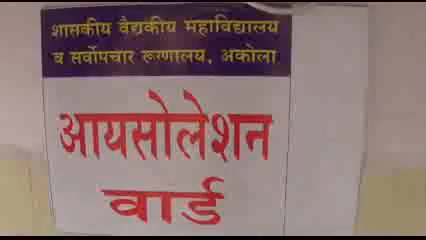 शासकीय वैद्यकीय महाविद्यालय
व सर्वोपचार रूग्णालय, अकोला
आयसोलेशन
वार्ड